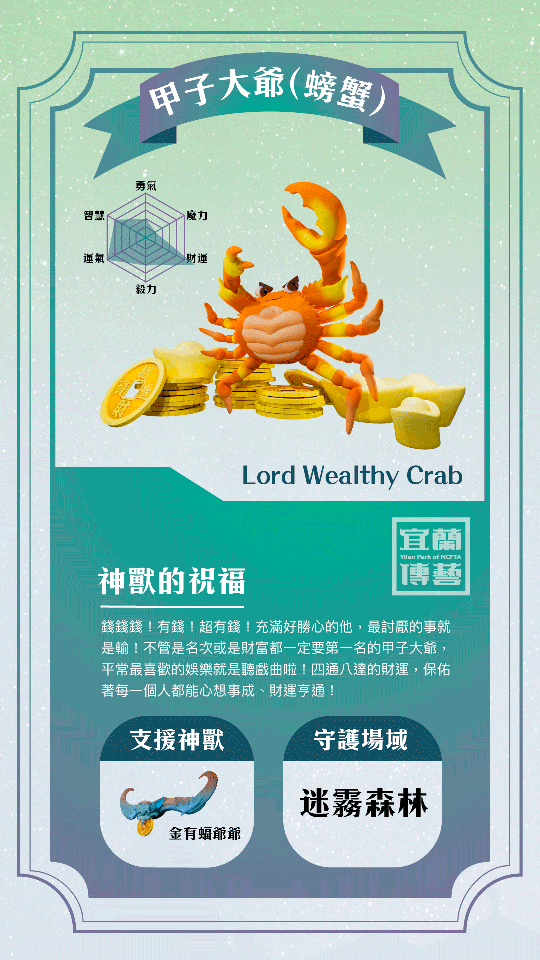 甲子大爺(螃蟹)
勇氣
智慧
魔力
運氣
財運
毅力
Lord Wealthy Crab
宜蘭
Yilan Park of NCFTA
傳藝
神獸的祝福
錢錢錢！有錢！超有錢！充滿好勝心的他，最討厭的事就
是輸！不管是名次或是財富都一定要第一名的甲子大爺，
平常最喜歡的娛樂就是聽戲曲啦！四通八達的財運，保佑
著每一個人都能心想事成、財運亨通！
支援神獸
守護場域
金有蝠爺爺
迷霧森林